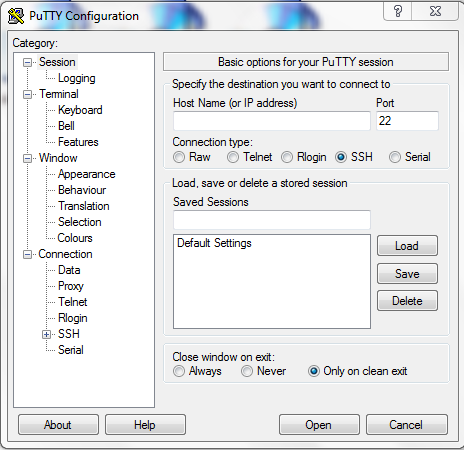 PuTTY Configuration
Category:
Session
Logging
Terminal
Keyboard
Bell
Features
Window
Appearance
Behaviour
Translation
Selection
Colours
Connection
Data
Proxy
Telnet
Rlogin
SSH
Serial
Basic options for your PuTTY session
Specify the destination you want to connect to
Host Name (or IP address) Port
22
Connection type:
Raw Telnet Rlogin SSH Serial
Load, save or delete a stored session
Saved Sessions
Default Settings
Load
Save
Delete
Close window on exit:
Always Never Only on clean exit
About Help Open Cancel